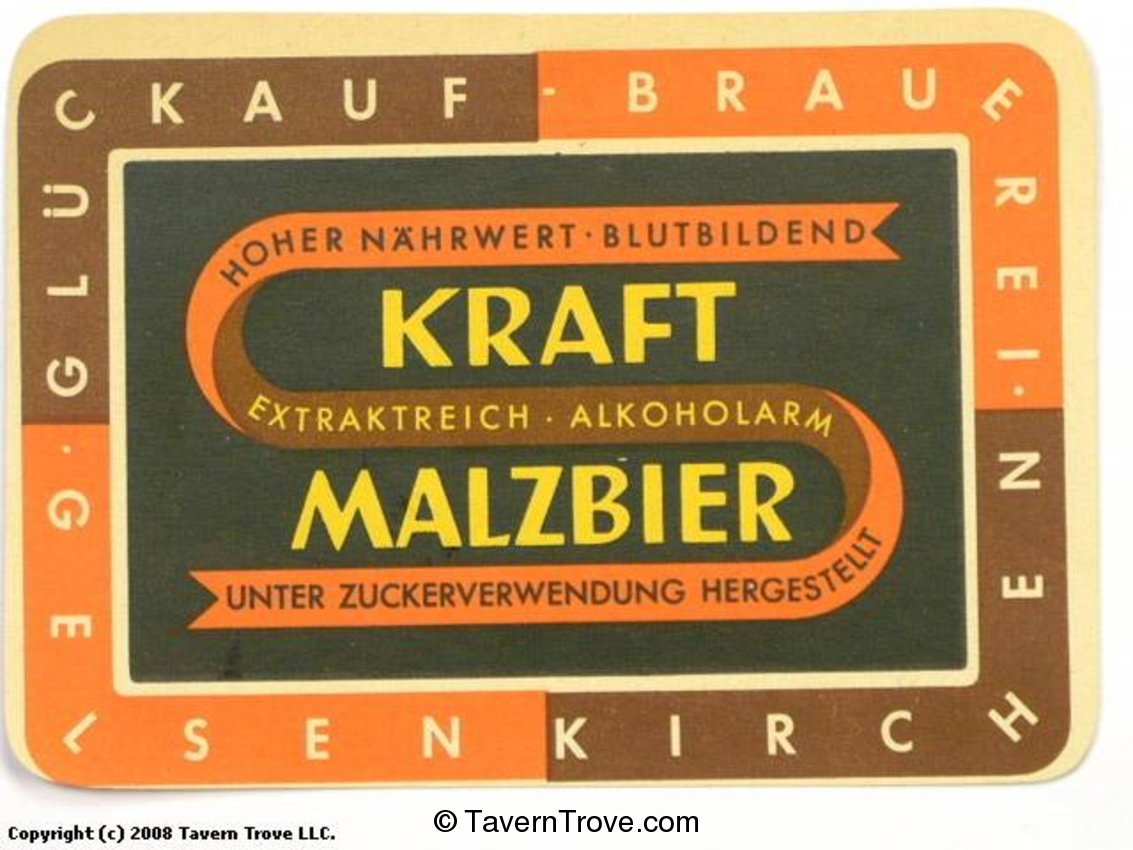 GLÜCKAUF-BRAUEREI·
GELSENKIRCHEN
HOHER NÄHRWERT·BLUTBILDEND
KRAFT
EXTRAKTREICH · ALKOHOLARM
MALZBIER
UNTER ZUCKERVERWENDUNG HERGESTELLT
© TavernTrove.com
Copyright (c) 2008 Tavern Trove LLC.